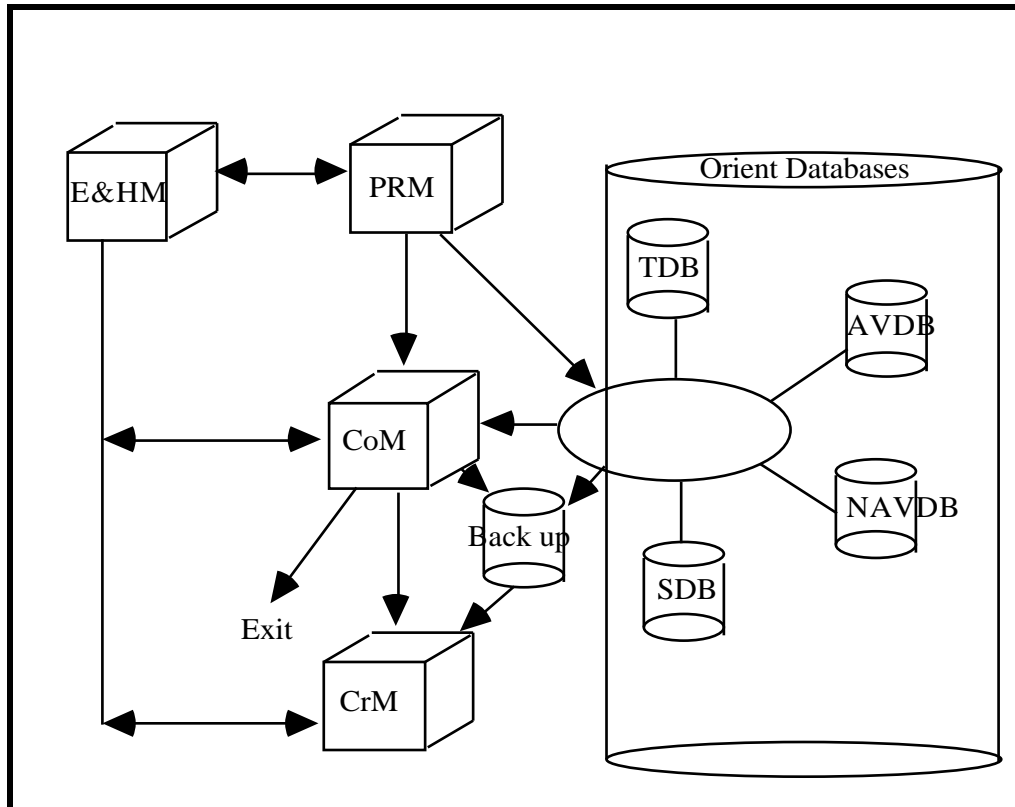 Orient Databases
E&HM
PRM
TDB
AVDB
CoM
NAVDB
Back up
SDB
Exit
CrM